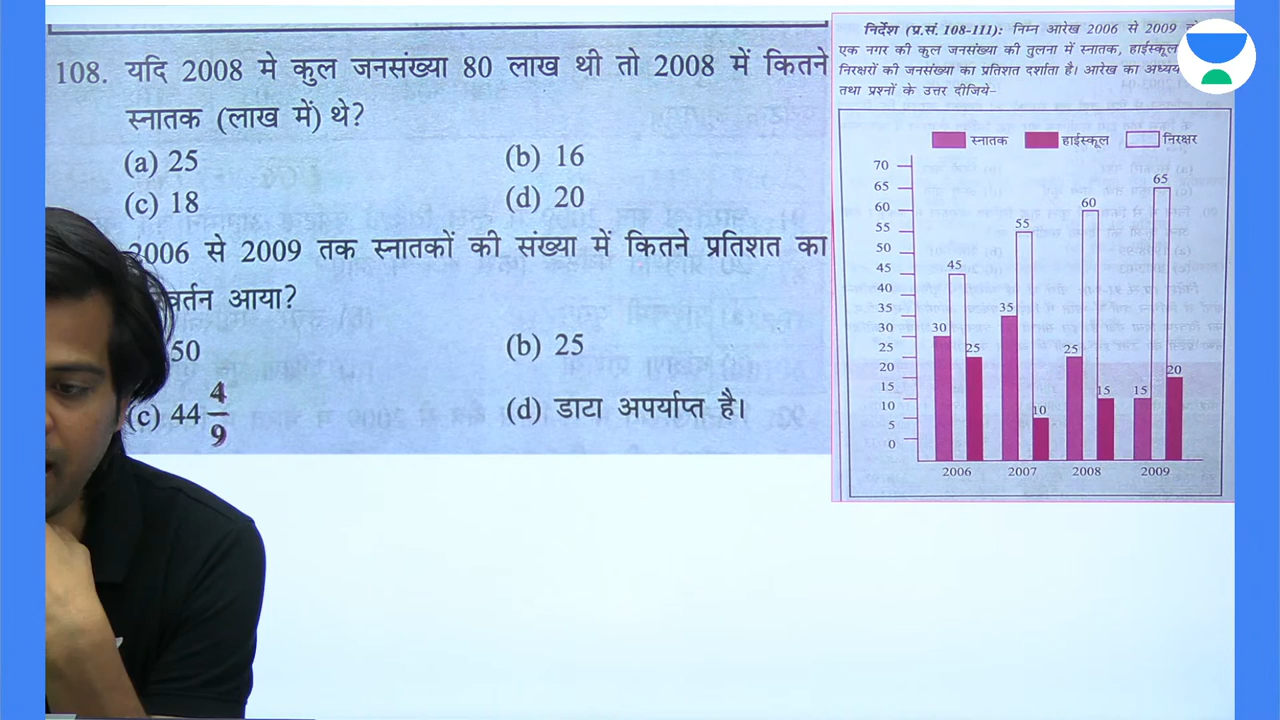 108. यदि 2008 मे कुल जनसंख्या 80 लाख थी तो 2008 में कितने
स्नातक (लाख में) थे?
(a) 25
(b) 16
(c) 18
(d) 20
2006 से 2009 तक स्नातकों की संख्या में कितने प्रतिशत का
आया?
50
(b) 25
(c) 44 4/9
(d) डाटा अपर्याप्त है।
निर्देश (प्र.सं. 108-111): निम्न आरेख 2006 से 2009
एक नगर की कुल जनसंख्या की तुलना में स्नातक, हाईस्कूल
निरक्षरों की जनसंख्या का प्रतिशत दर्शाता है। आरेख का
तथा प्रश्नों के उत्तर दीजिये-
स्नातक हाईस्कूल निरक्षर
70
65
60
55
50
45
40
35
30
25
20
15
10
5
0
30 45 25
35 55 10
25 60 15
15 65 20
2006 2007 2008 2009